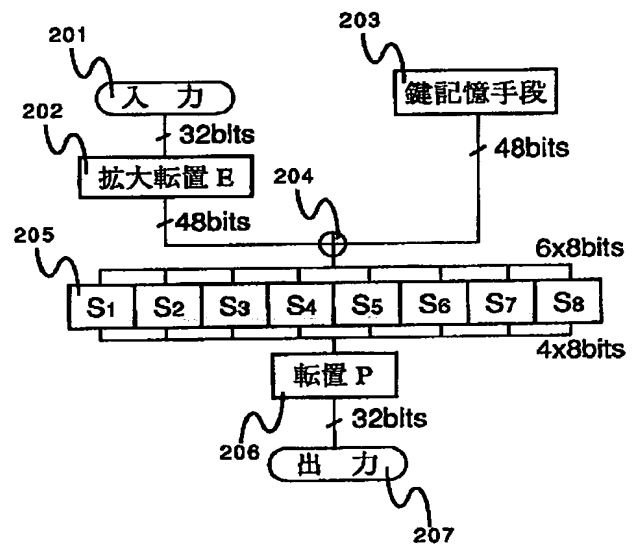 201
203
入 力
鍵記憶手段
202
32bits
48bits
拡大転置 E
204
48bits
205
6x8bits
S1 S2 S3 S4 S5 S6 S7 S8
4x8bits
転置 P
206
32bits
出 力
207